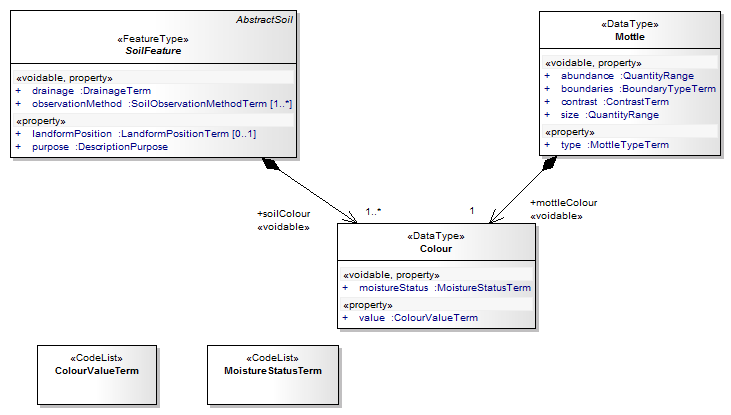 AbstractSoil
«FeatureType»
SoilFeature
«voidable, property»
+ drainage :DrainageTerm
+ observationMethod :SoilObservationMethodTerm [1..*]
«property»
+ landformPosition :LandformPositionTerm [0..1]
+ purpose :DescriptionPurpose
«DataType»
Mottle
«voidable, property»
+ abundance :QuantityRange
+ boundaries :BoundaryTypeTerm
+ contrast :ContrastTerm
+ size :QuantityRange
«property»
+ type :MottleTypeTerm
+soilColour
«voidable»
1..*
1
+mottleColour
«voidable»
«DataType»
Colour
«voidable, property»
+ moistureStatus :MoistureStatusTerm
«property»
+ value :ColourValueTerm
«CodeList»
ColourValueTerm
«CodeList»
MoistureStatusTerm